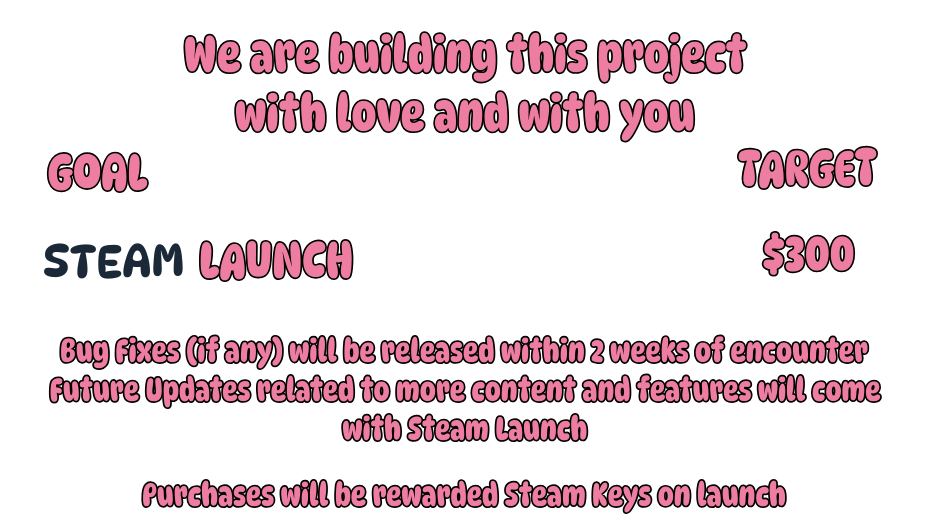 We are building this project
with love and with you
GOAL TARGET
STEAM LAUNCH $300
Bug Fixes (if any) will be released within 2 weeks of encounter
Future Updates related to more content and features will come
with Steam Launch
Purchases will be rewarded Steam Keys on launch